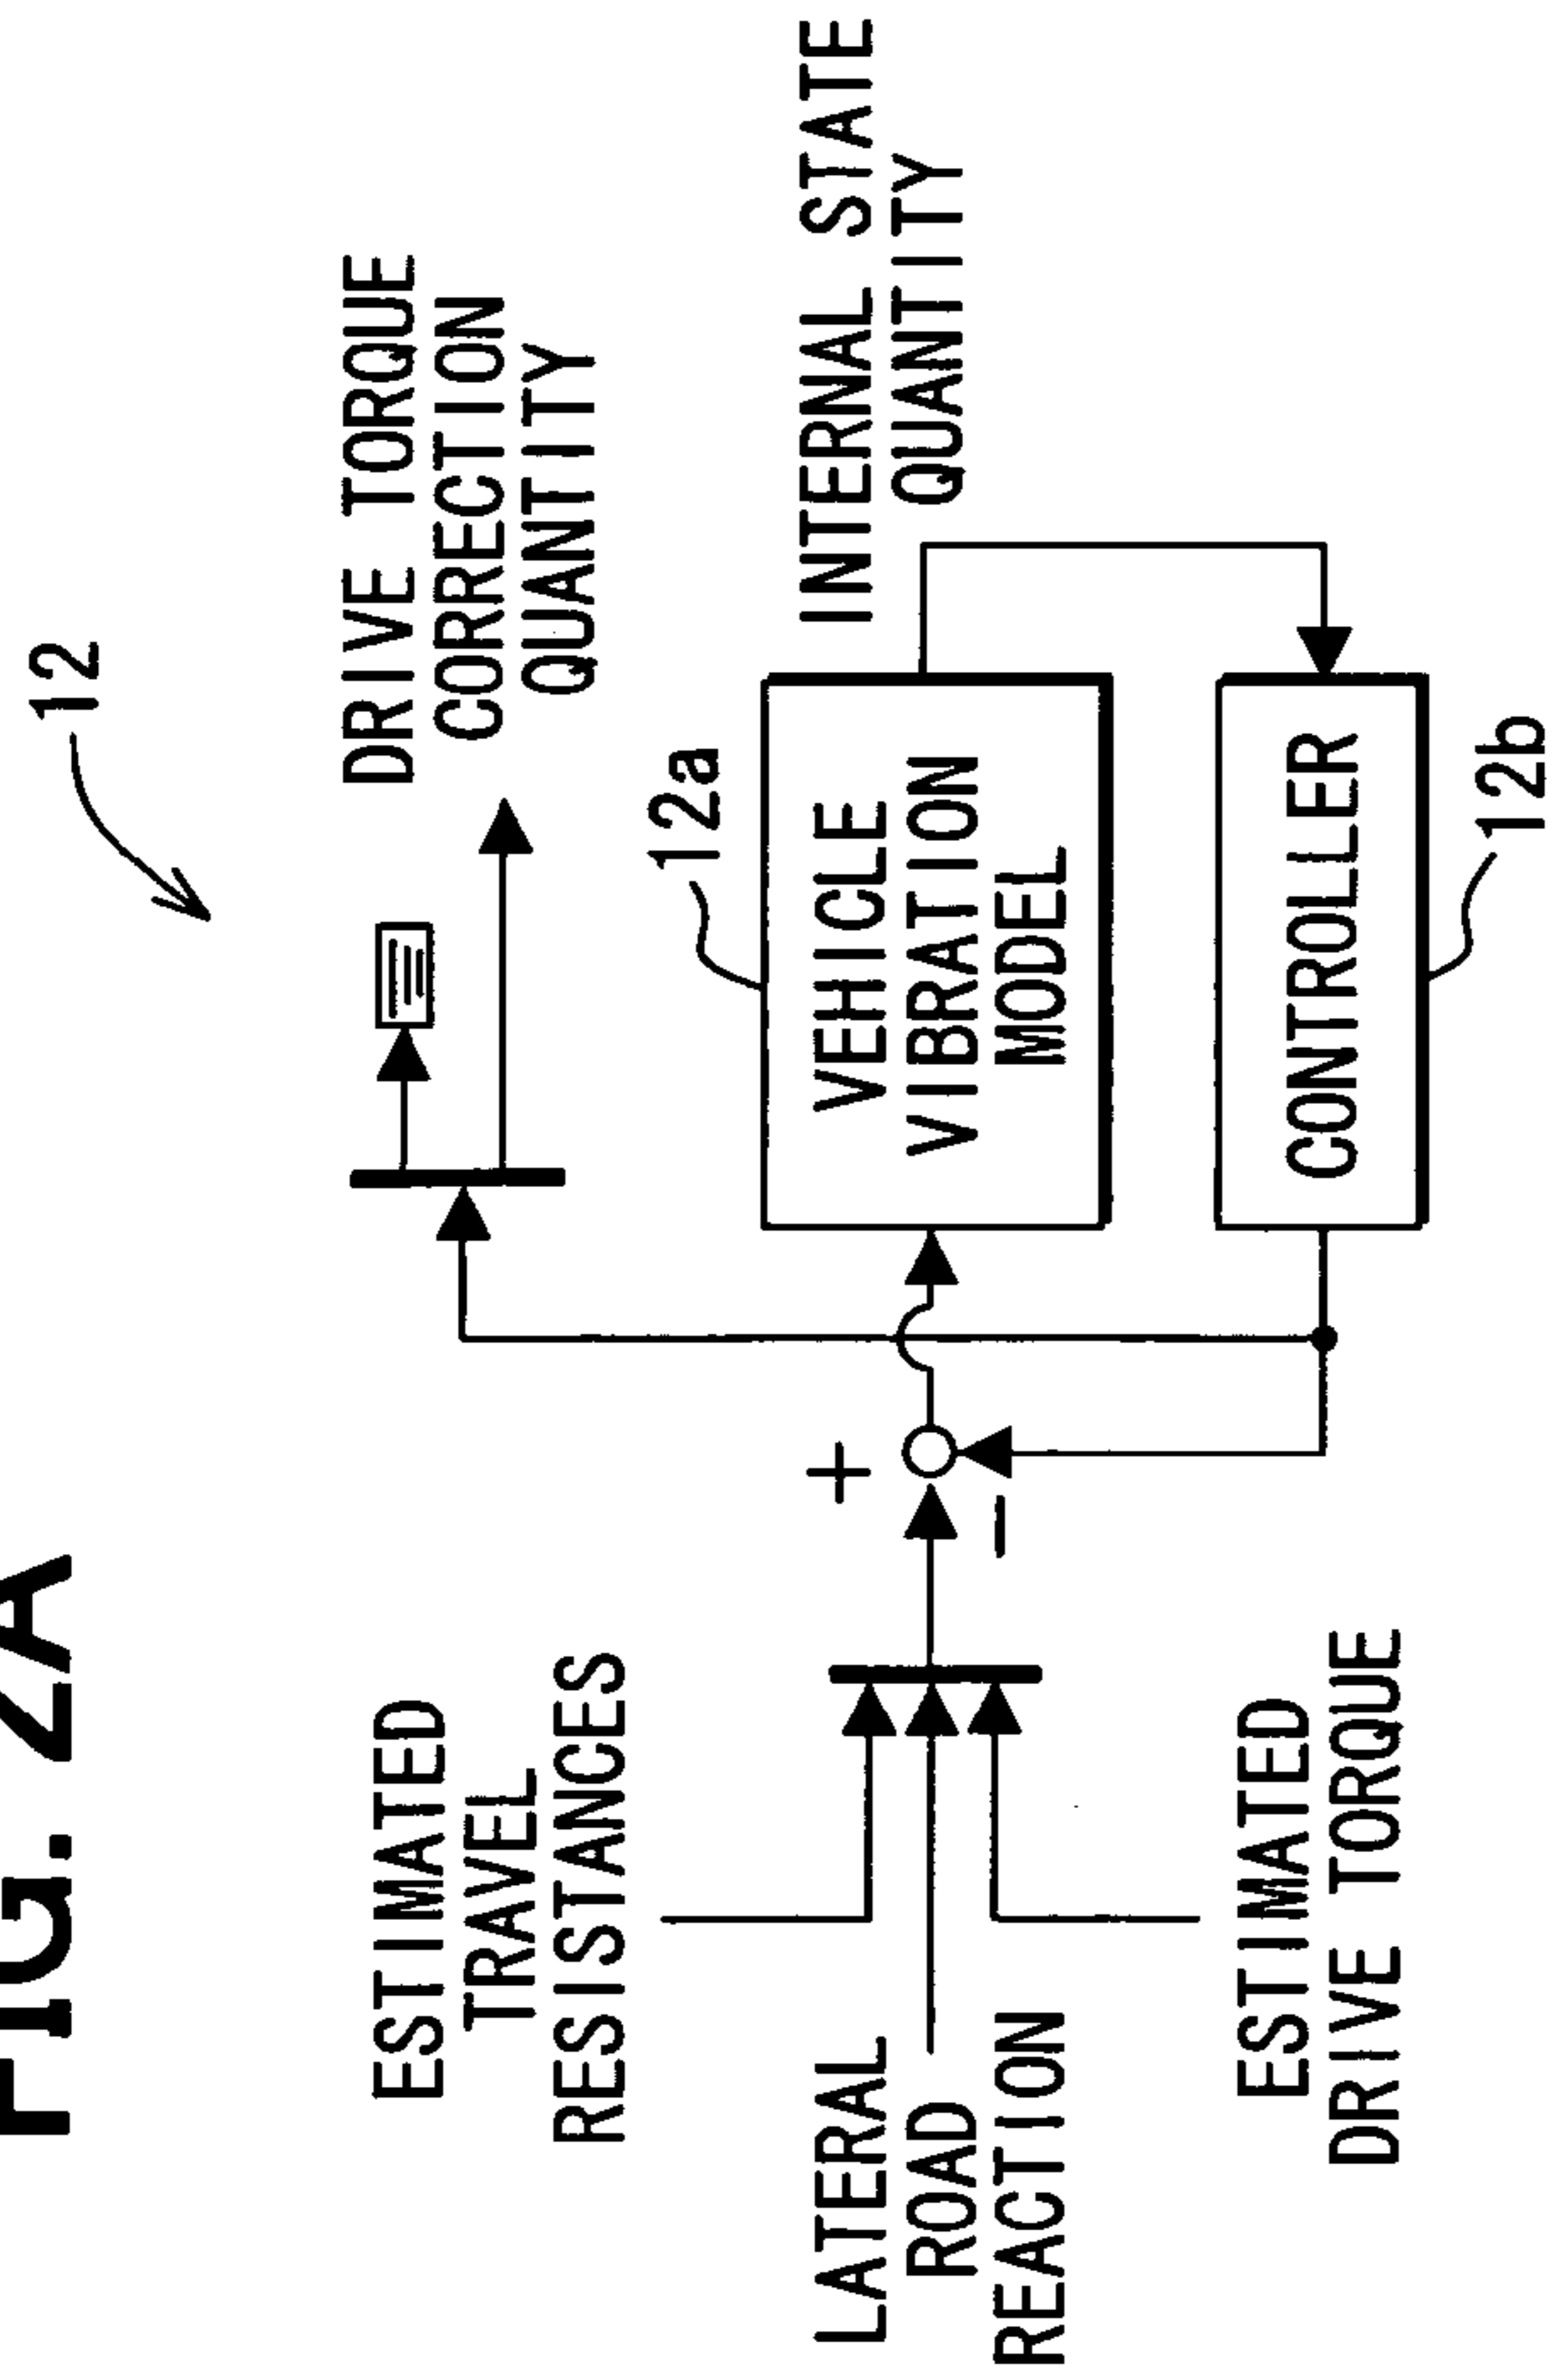 FIG. 2A
12
DRIVE TORQUE
CORRECTION
QUANTITY
ESTIMATED
TRAVEL
RESISTANCES
12a
VEHICLE
VIBRATION
MODEL
INTERNAL STATE
QUANTITY
+
−
LATERAL
ROAD
REACTION
CONTROLLER
12b
ESTIMATED
DRIVE TORQUE